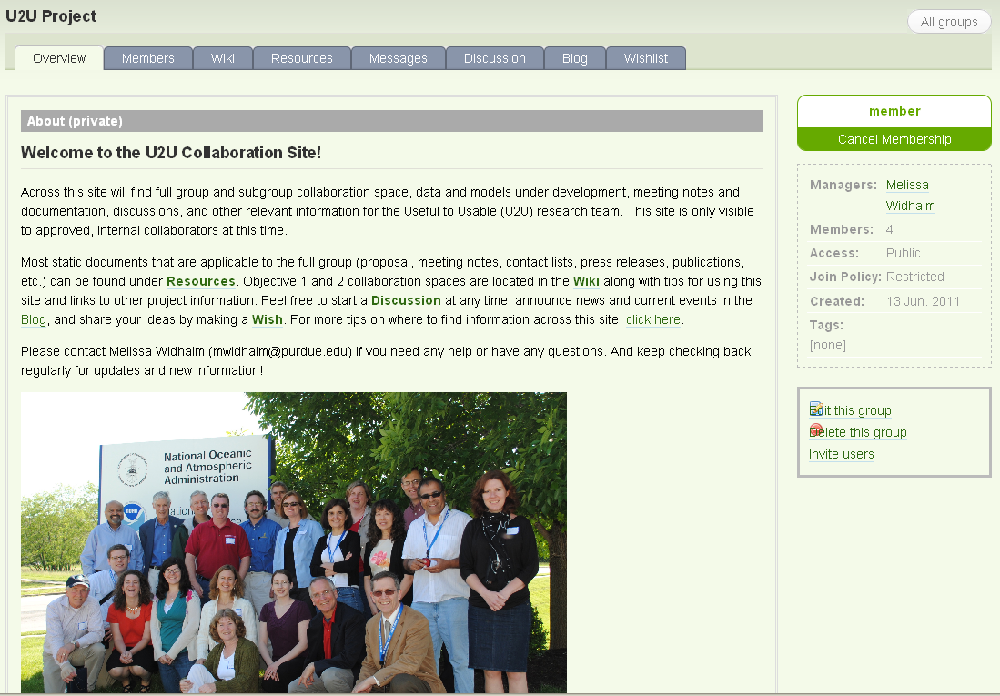 U2U Project
All groups
Overview Members Wiki Resources Messages Discussion Blog Wishlist
About (private)
Welcome to the U2U Collaboration Site!
Across this site will find full group and subgroup collaboration space, data and models under development, meeting notes and
documentation, discussions, and other relevant information for the Useful to Usable (U2U) research team. This site is only visible
to approved, internal collaborators at this time.
Most static documents that are applicable to the full group (proposal, meeting notes, contact lists, press releases, publications,
etc.) can be found under Resources. Objective 1 and 2 collaboration spaces are located in the Wiki along with tips for using this
site and links to other project information. Feel free to start a Discussion at any time, announce news and current events in the
Blog, and share your ideas by making a Wish. For more tips on where to find information across this site, click here.
Please contact Melissa Widhalm (mwidhalm@purdue.edu) if you need any help or have any questions. And keep checking back
regularly for updates and new information!
National Oceanic
and Atmospheric
Administration
noaa
member
Cancel Membership
Managers: Melissa
Widhalm
Members: 4
Access: Public
Join Policy: Restricted
Created: 13 Jun. 2011
Tags:
[none]
Edit this group
Delete this group
Invite users